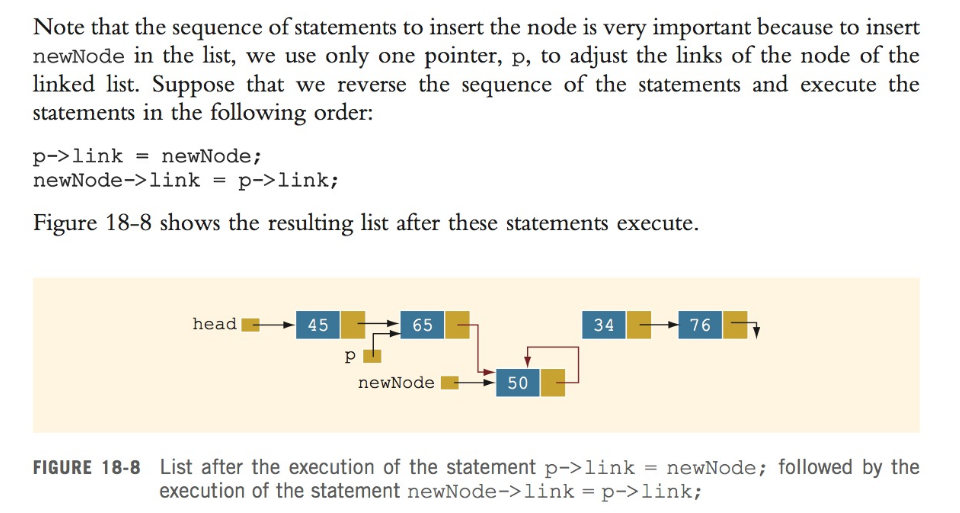 Note that the sequence of statements to insert the node is very important because to insert
newNode in the list, we use only one pointer, p, to adjust the links of the node of the
linked list. Suppose that we reverse the sequence of the statements and execute the
statements in the following order:
p->link = newNode;
newNode->link = p->link;
Figure 18-8 shows the resulting list after these statements execute.
head 45 65 34 76
p
newNode 50
FIGURE 18-8 List after the execution of the statement p->link = newNode; followed by the
execution of the statement newNode->link = p->link;